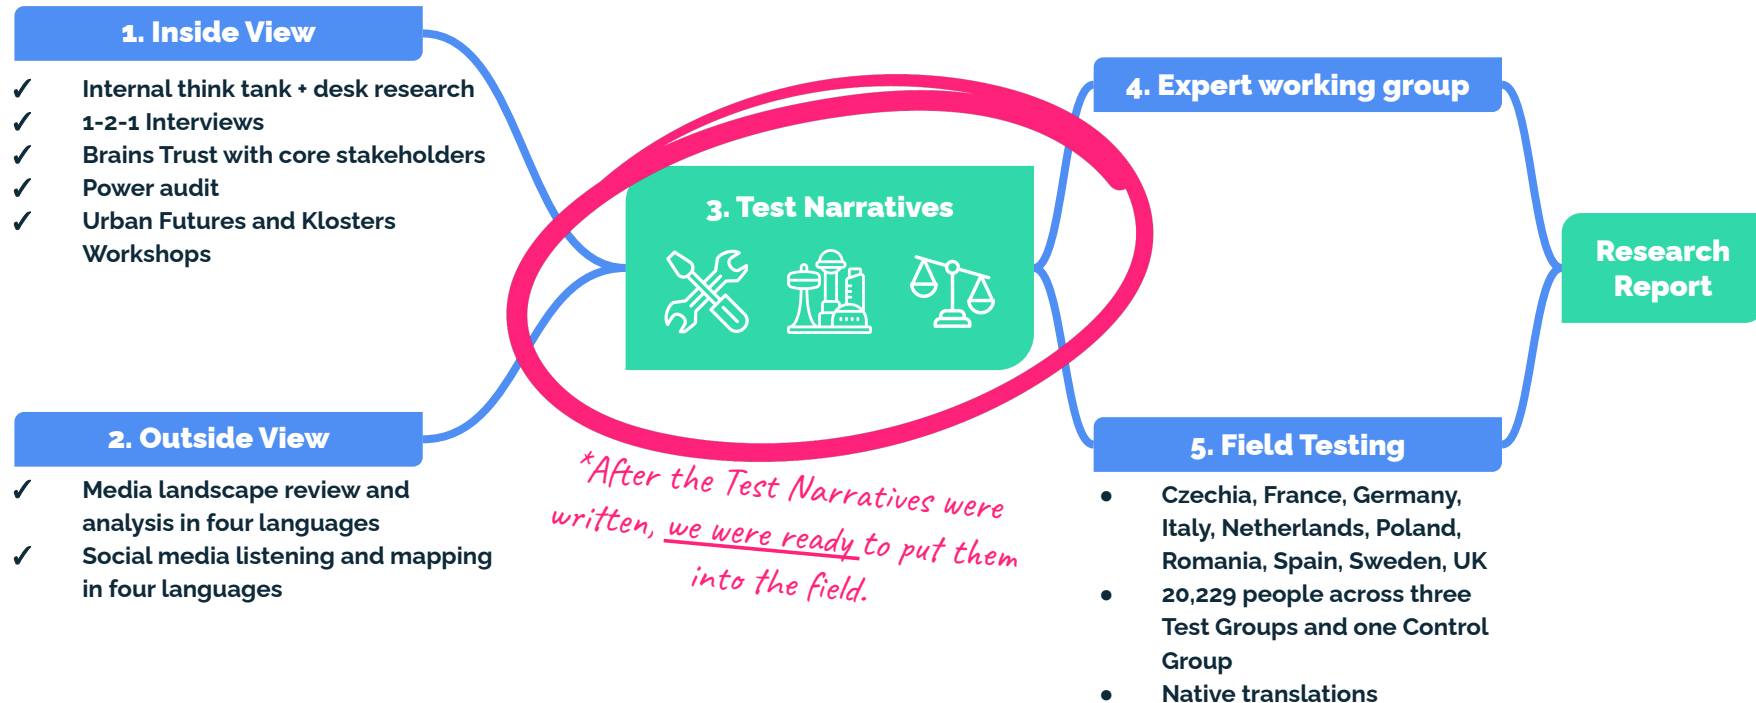 1. Inside View
✓ Internal think tank + desk research
✓ 1-2-1 Interviews
✓ Brains Trust with core stakeholders
✓ Power audit
✓ Urban Futures and Klosters
Workshops
2. Outside View
✓ Media landscape review and
analysis in four languages
✓ Social media listening and mapping
in four languages
3. Test Narratives
*After the Test Narratives were
written, we were ready to put them
into the field.
4. Expert working group
5. Field Testing
● Czechia, France, Germany,
Italy, Netherlands, Poland,
Romania, Spain, Sweden, UK
● 20,229 people across three
Test Groups and one Control
Group
● Native translations
Research
Report